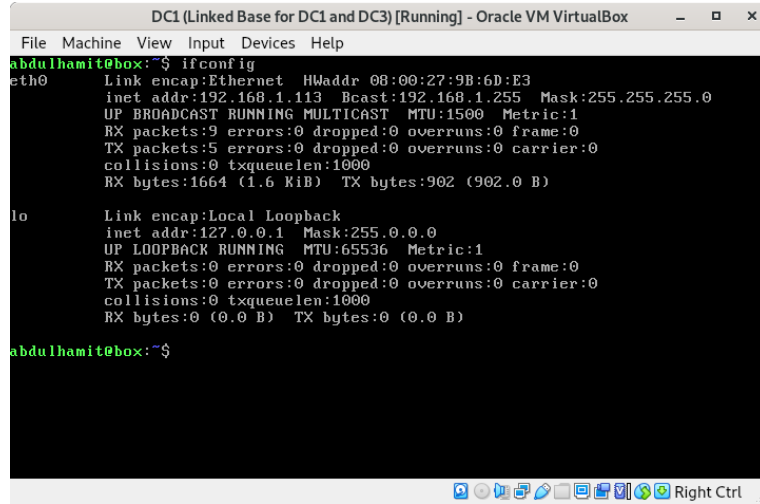 DC1 (Linked Base for DC1 and DC3) [Running] - Oracle VM VirtualBox
File Machine View Input Devices Help
abdulhamit@box:~$ ifconfig
eth0 Link encap:Ethernet HWaddr 08:00:27:9B:6D:E3
inet addr:192.168.1.113 Bcast:192.168.1.255 Mask:255.255.255.0
UP BROADCAST RUNNING MULTICAST MTU:1500 Metric:1
RX packets:9 errors:0 dropped:0 overruns:0 frame:0
TX packets:5 errors:0 dropped:0 overruns:0 carrier:0
collisions:0 txqueuelen:1000
RX bytes:1664 (1.6 KiB) TX bytes:902 (902.0 B)
lo Link encap:Local Loopback
inet addr:127.0.0.1 Mask:255.0.0.0
UP LOOPBACK RUNNING MTU:65536 Metric:1
RX packets:0 errors:0 dropped:0 overruns:0 frame:0
TX packets:0 errors:0 dropped:0 overruns:0 carrier:0
collisions:0 txqueuelen:1000
RX bytes:0 (0.0 B) TX bytes:0 (0.0 B)
abdulhamit@box:~$
Right Ctrl